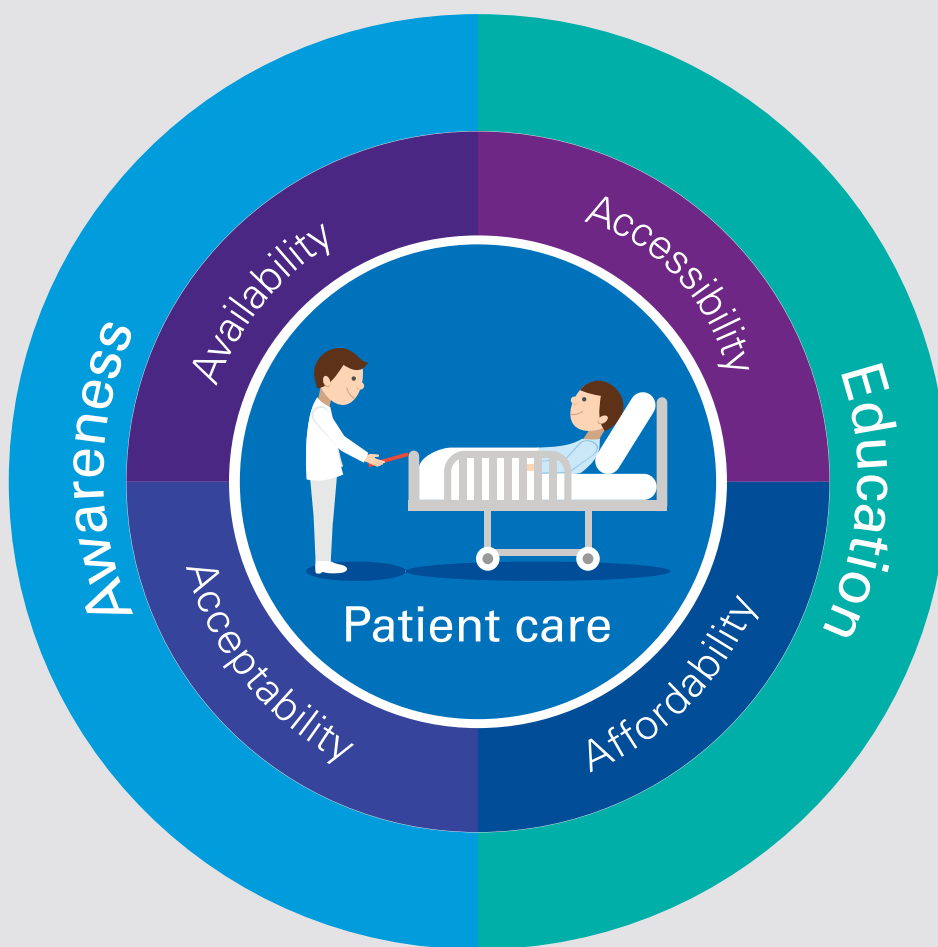 Awareness
Education
Availability
Accessibility
Acceptability
Affordability
Patient care